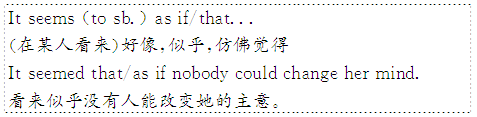 It seems (to sb.) as if/that...
(在某人看来)好像,似乎,仿佛觉得
It seemed that/as if nobody could change her mind.
看来似乎没有人能改变她的主意。